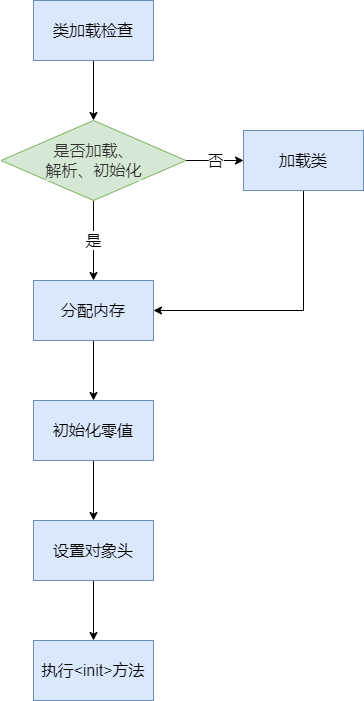 类加载检查
是否加载、
解析、初始化
否
加载类
是
分配内存
初始化零值
设置对象头
执行<init>方法